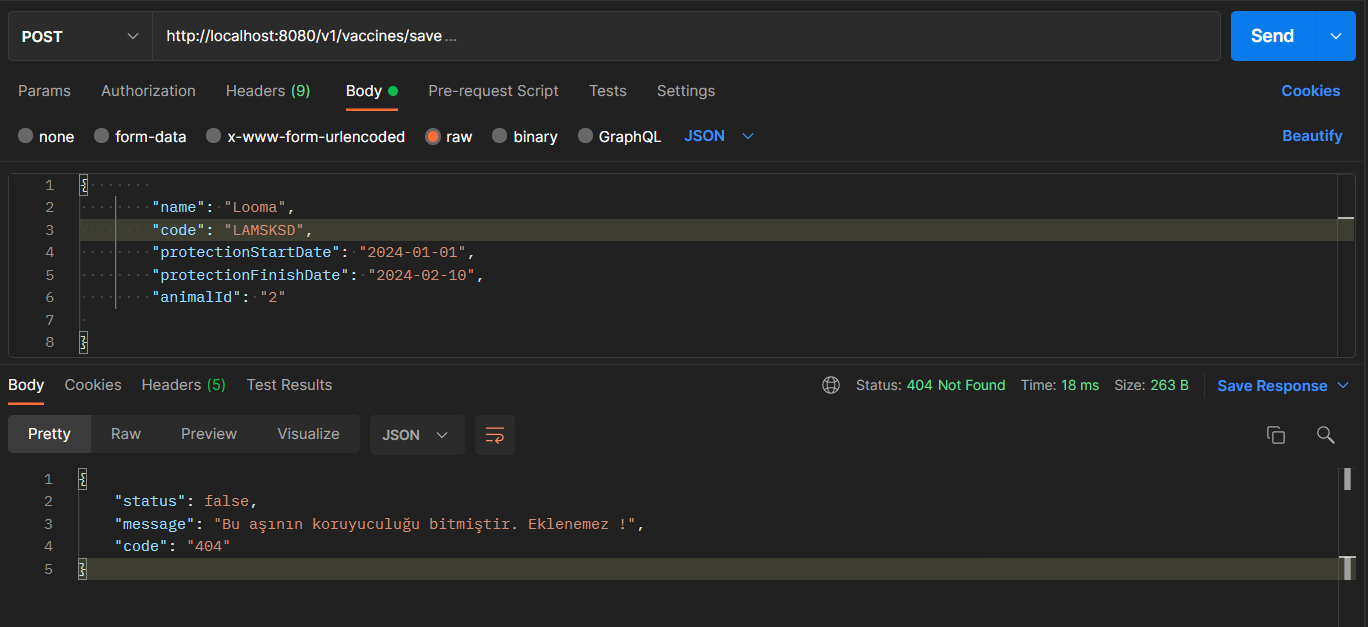 POST http://localhost:8080/v1/vaccines/save ... Send
Params Authorization Headers (9) Body Pre-request Script Tests Settings Cookies
none form-data x-www-form-urlencoded raw binary GraphQL JSON Beautify
1 {
2 "name": "Looma",
3 "code": "LAMSKSD",
4 "protectionStartDate": "2024-01-01",
5 "protectionFinishDate": "2024-02-10",
6 "animalId": "2"
7
8 }
Body Cookies Headers (5) Test Results Status: 404 Not Found Time: 18 ms Size: 263 B Save Response
Pretty Raw Preview Visualize JSON
1 {
2 "status": false,
3 "message": "Bu aşının koruyuculuğu bitmiştir. Eklenemez !",
4 "code": "404"
5 }